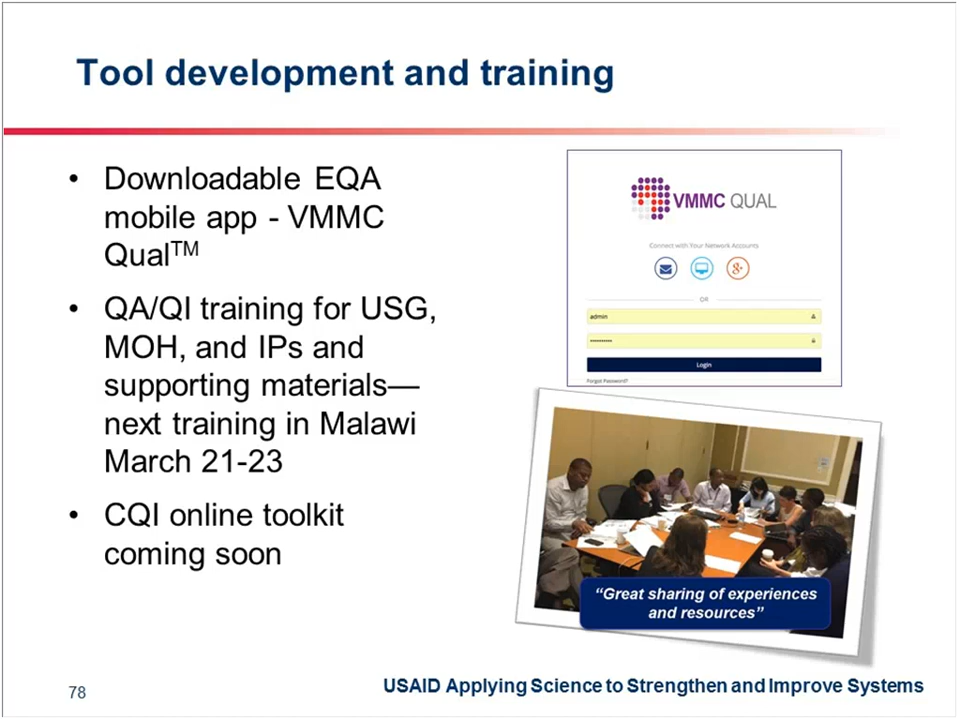 Tool development and training
• Downloadable EQA
mobile app - VMMC
Qual™
• QA/QI training for USG,
MOH, and IPs and
supporting materials—
next training in Malawi
March 21-23
• CQI online toolkit
coming soon
VMMC QUAL
Connect with Your Network Accounts
OR
admin
Login
Forgot Password?
“Great sharing of experiences
and resources”
78
USAID Applying Science to Strengthen and Improve Systems